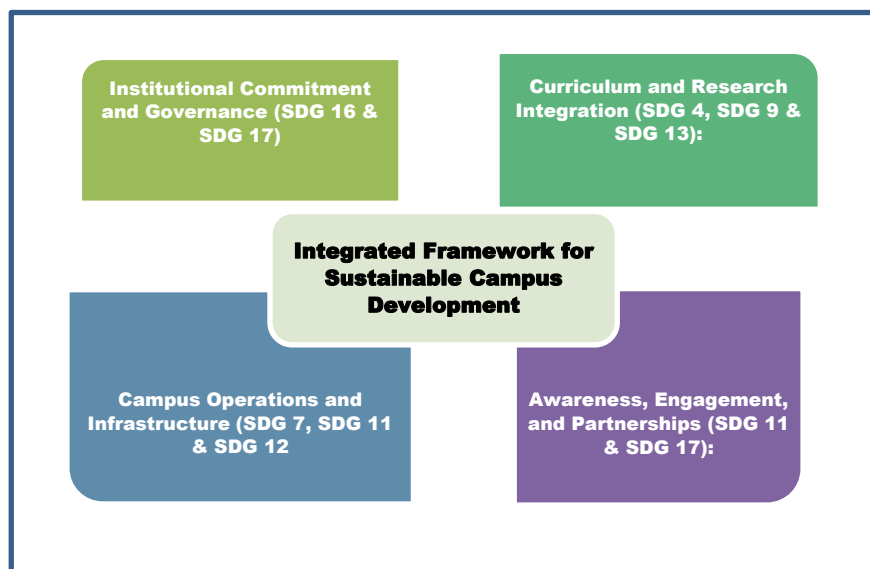 Institutional Commitment
and Governance (SDG 16 &
SDG 17)
Curriculum and Research
Integration (SDG 4, SDG 9 &
SDG 13):
Integrated Framework for
Sustainable Campus
Development
Campus Operations and
Infrastructure (SDG 7, SDG 11
& SDG 12
Awareness, Engagement,
and Partnerships (SDG 11
& SDG 17):